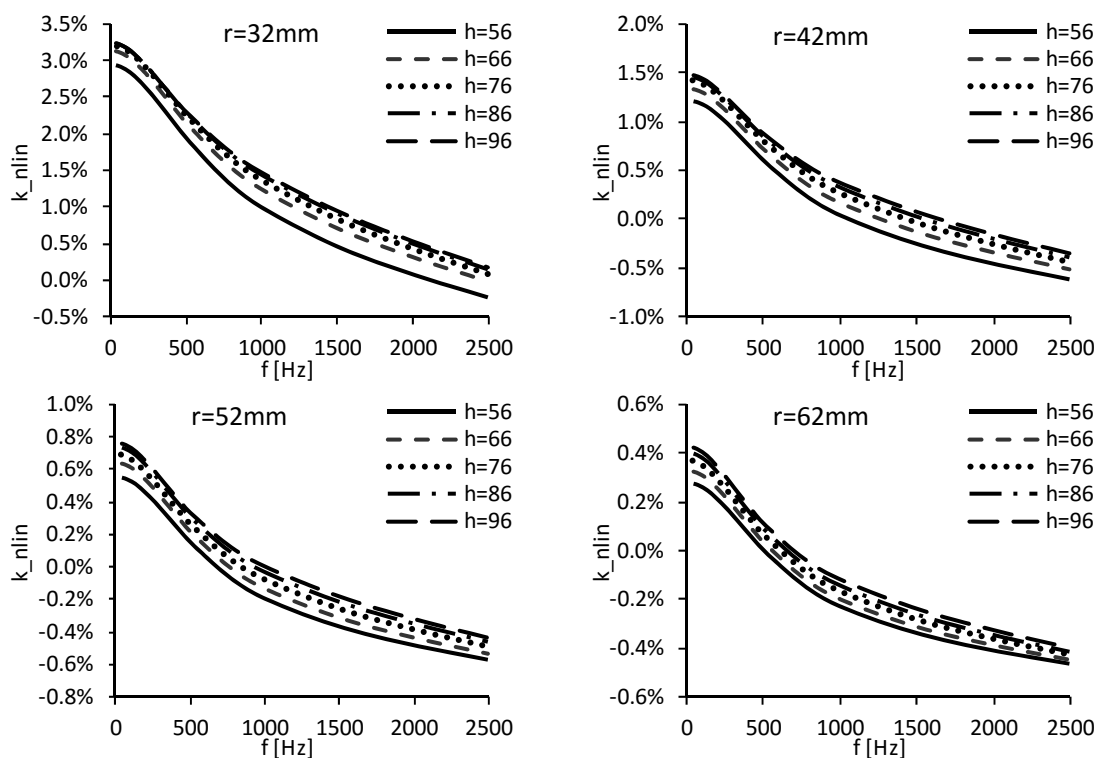 r=32mm
k_nlin
3.5%
3.0%
2.5%
2.0%
1.5%
1.0%
0.5%
0.0%
-0.5%
h=56
h=66
h=76
h=86
h=96
0 500 1000 1500 2000 2500
f [Hz]
r=42mm
k_nlin
2.0%
1.5%
1.0%
0.5%
0.0%
-0.5%
-1.0%
h=56
h=66
h=76
h=86
h=96
0 500 1000 1500 2000 2500
f [Hz]
r=52mm
k_nlin
1.0%
0.8%
0.6%
0.4%
0.2%
0.0%
-0.2%
-0.4%
-0.6%
-0.8%
h=56
h=66
h=76
h=86
h=96
0 500 1000 1500 2000 2500
f [Hz]
r=62mm
k_nlin
0.6%
0.4%
0.2%
0.0%
-0.2%
-0.4%
-0.6%
h=56
h=66
h=76
h=86
h=96
0 500 1000 1500 2000 2500
f [Hz]